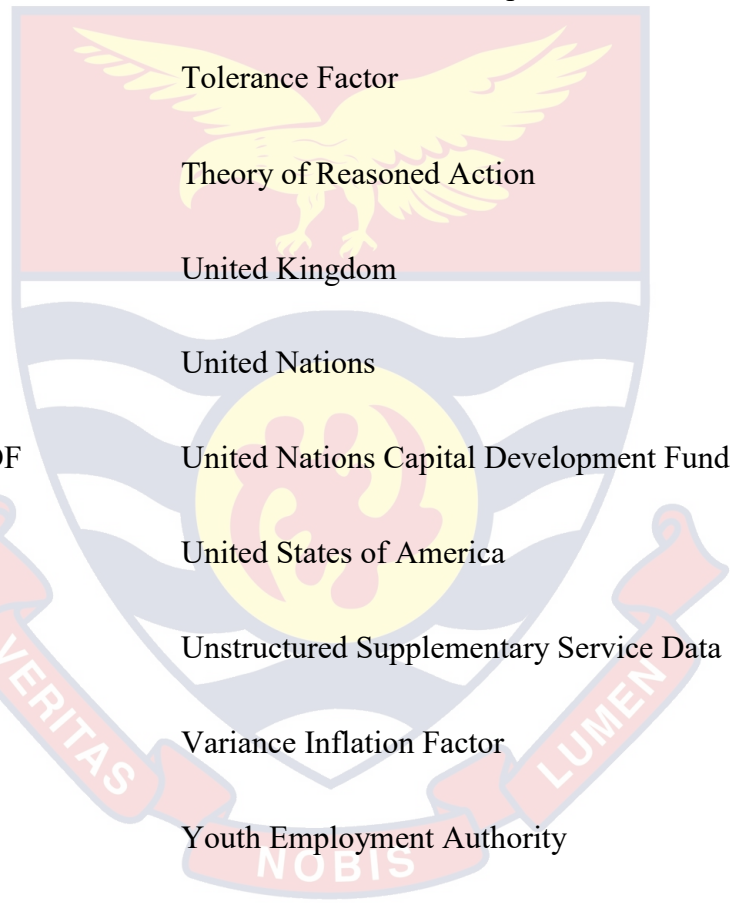 Tolerance Factor
Theory of Reasoned Action
United Kingdom
United Nations
DF United Nations Capital Development Fund
United States of America
Unstructured Supplementary Service Data
Variance Inflation Factor
Youth Employment Authority
VERITAS
NOBIS
LUMEN